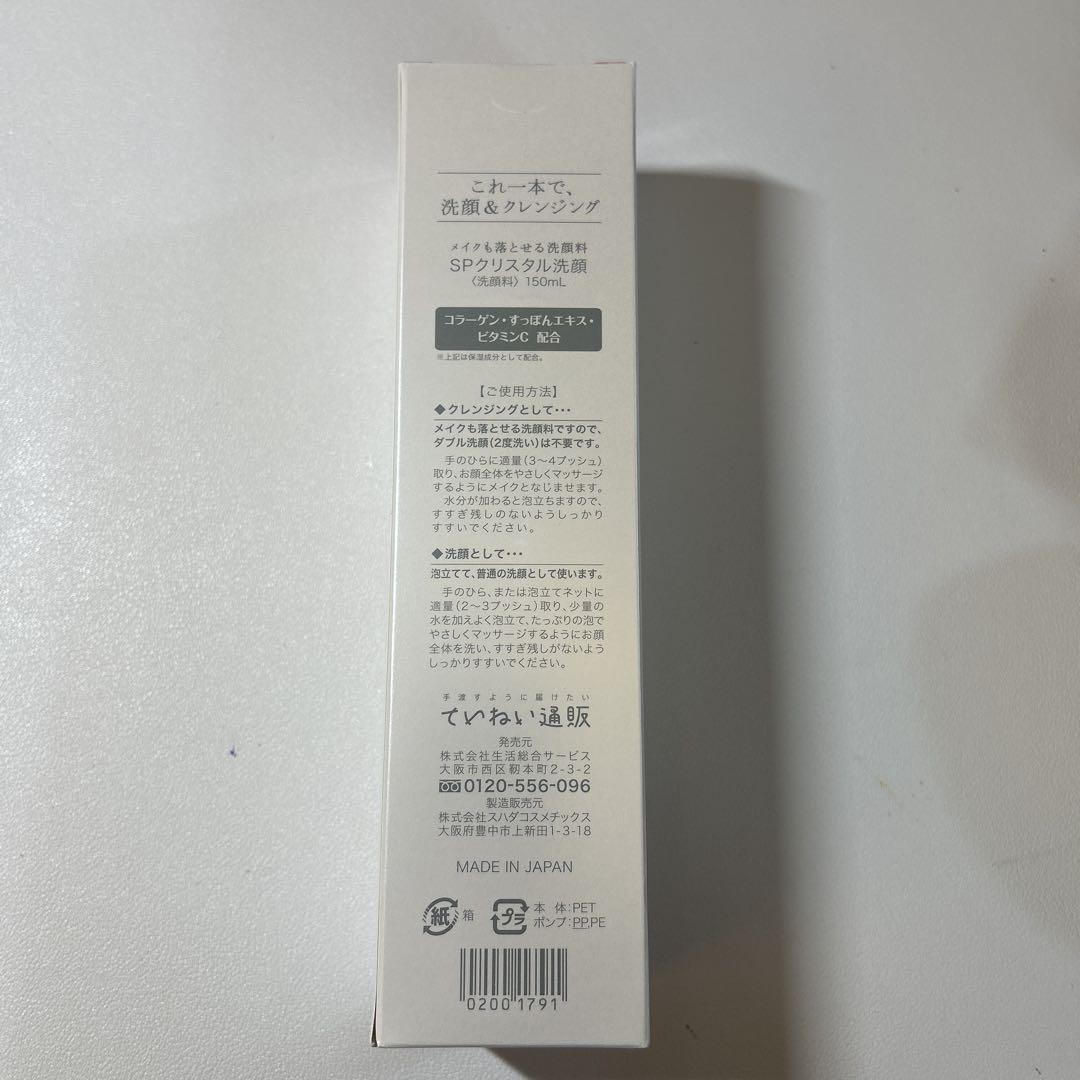 これ一本で、
洗顔&クレンジング
メイクも落とせる洗顔料
SPクリスタル洗顔
〈洗顔料〉150mL
コラーゲン・すっぽんエキス・
ビタミンC 配合
※上記は保湿成分として配合。
【ご使用方法】
◆クレンジングとして・・・
メイクも落とせる洗顔料ですので、
ダブル洗顔(2度洗い)は不要です。
手のひらに適量(3〜4プッシュ)
取り、お顔全体をやさしくマッサージ
するようにメイクとなじませます。
水分が加わると泡立ちますので、
すすぎ残しのないようしっかり
すすいでください。
◆洗顔として・・・
泡立てて、普通の洗顔として使います。
手のひら、または泡立てネットに
適量(2〜3プッシュ)取り、少量の
水を加えよく泡立て、たっぷりの泡で
やさしくマッサージするようにお顔
全体を洗い、すすぎ残しがないよう
しっかりすすいでください。
手渡すように届けたい
ていねい通販
発売元
株式会社生活総合サービス
大阪市西区靭本町2-3-2
0120-556-096
製造販売元
株式会社スハダコスメチックス
大阪府豊中市上新田1-3-18
MADE IN JAPAN
紙 箱 プラ 本 体:PET
ポンプ:PP,PE
02001791